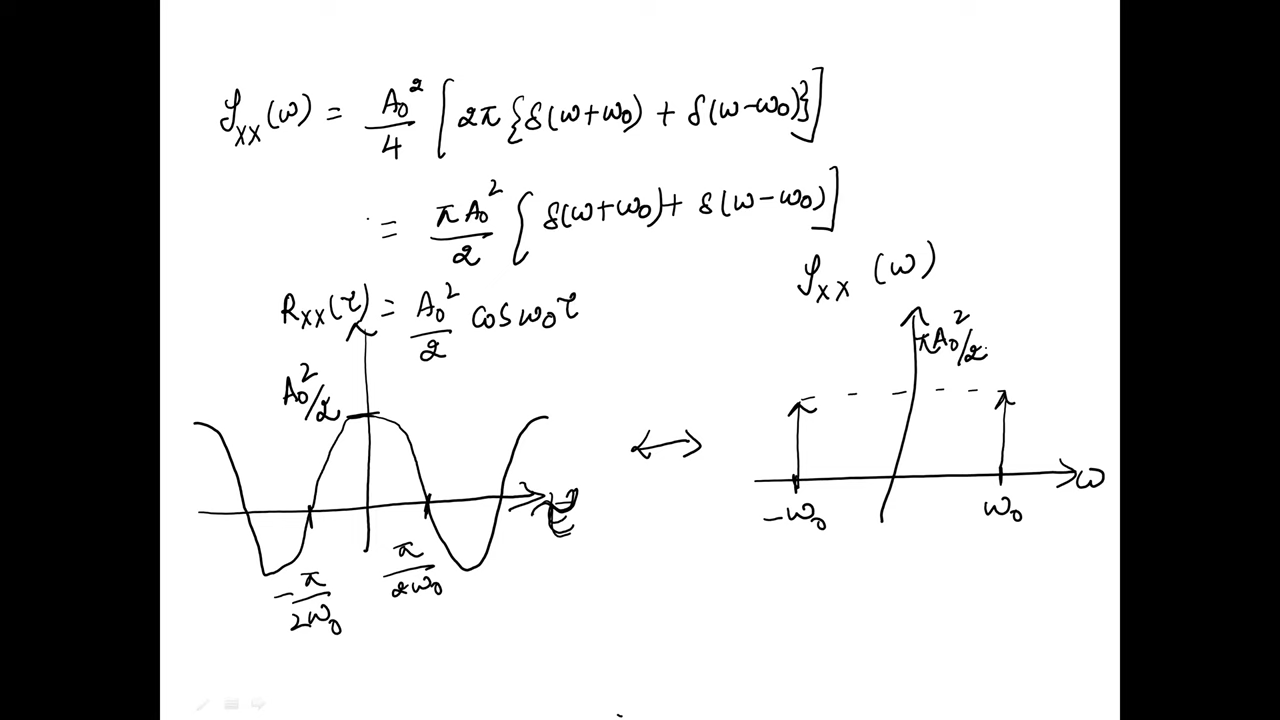 𝒮_XX(ω) = A₀²/4 [2π{δ(ω+ω₀) + δ(ω−ω₀)}]
= πA₀²/2 [δ(ω+ω₀) + δ(ω−ω₀)]
R_XX(τ) = A₀²/2 cos ω₀τ
A₀²/2
−π/2ω₀
π/2ω₀
𝒮_XX(ω)
πA₀²/2
−ω₀
ω₀
ω